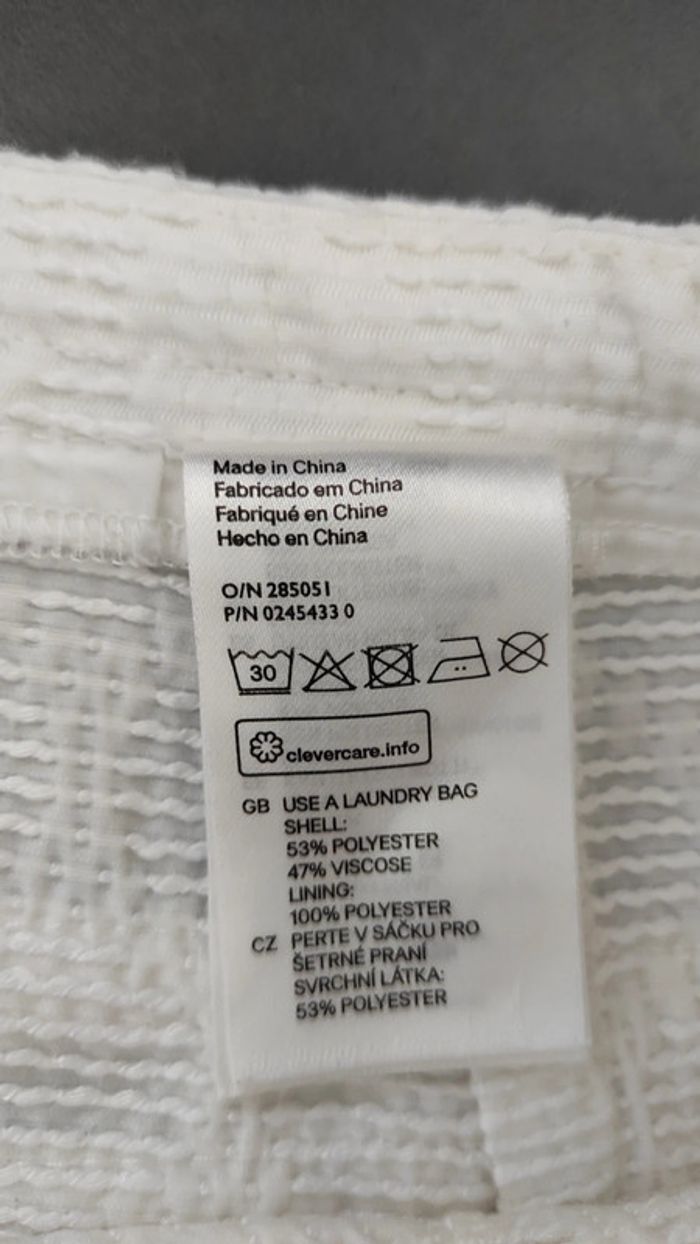 Made in China
Fabricado em China
Fabriqué en Chine
Hecho en China
O/N 285051
P/N 0245433 0
30
clevercare.info
GB USE A LAUNDRY BAG
SHELL:
53% POLYESTER
47% VISCOSE
LINING:
100% POLYESTER
CZ PERTE V SÁČKU PRO
ŠETRNÉ PRANÍ
SVRCHNÍ LÁTKA:
53% POLYESTER